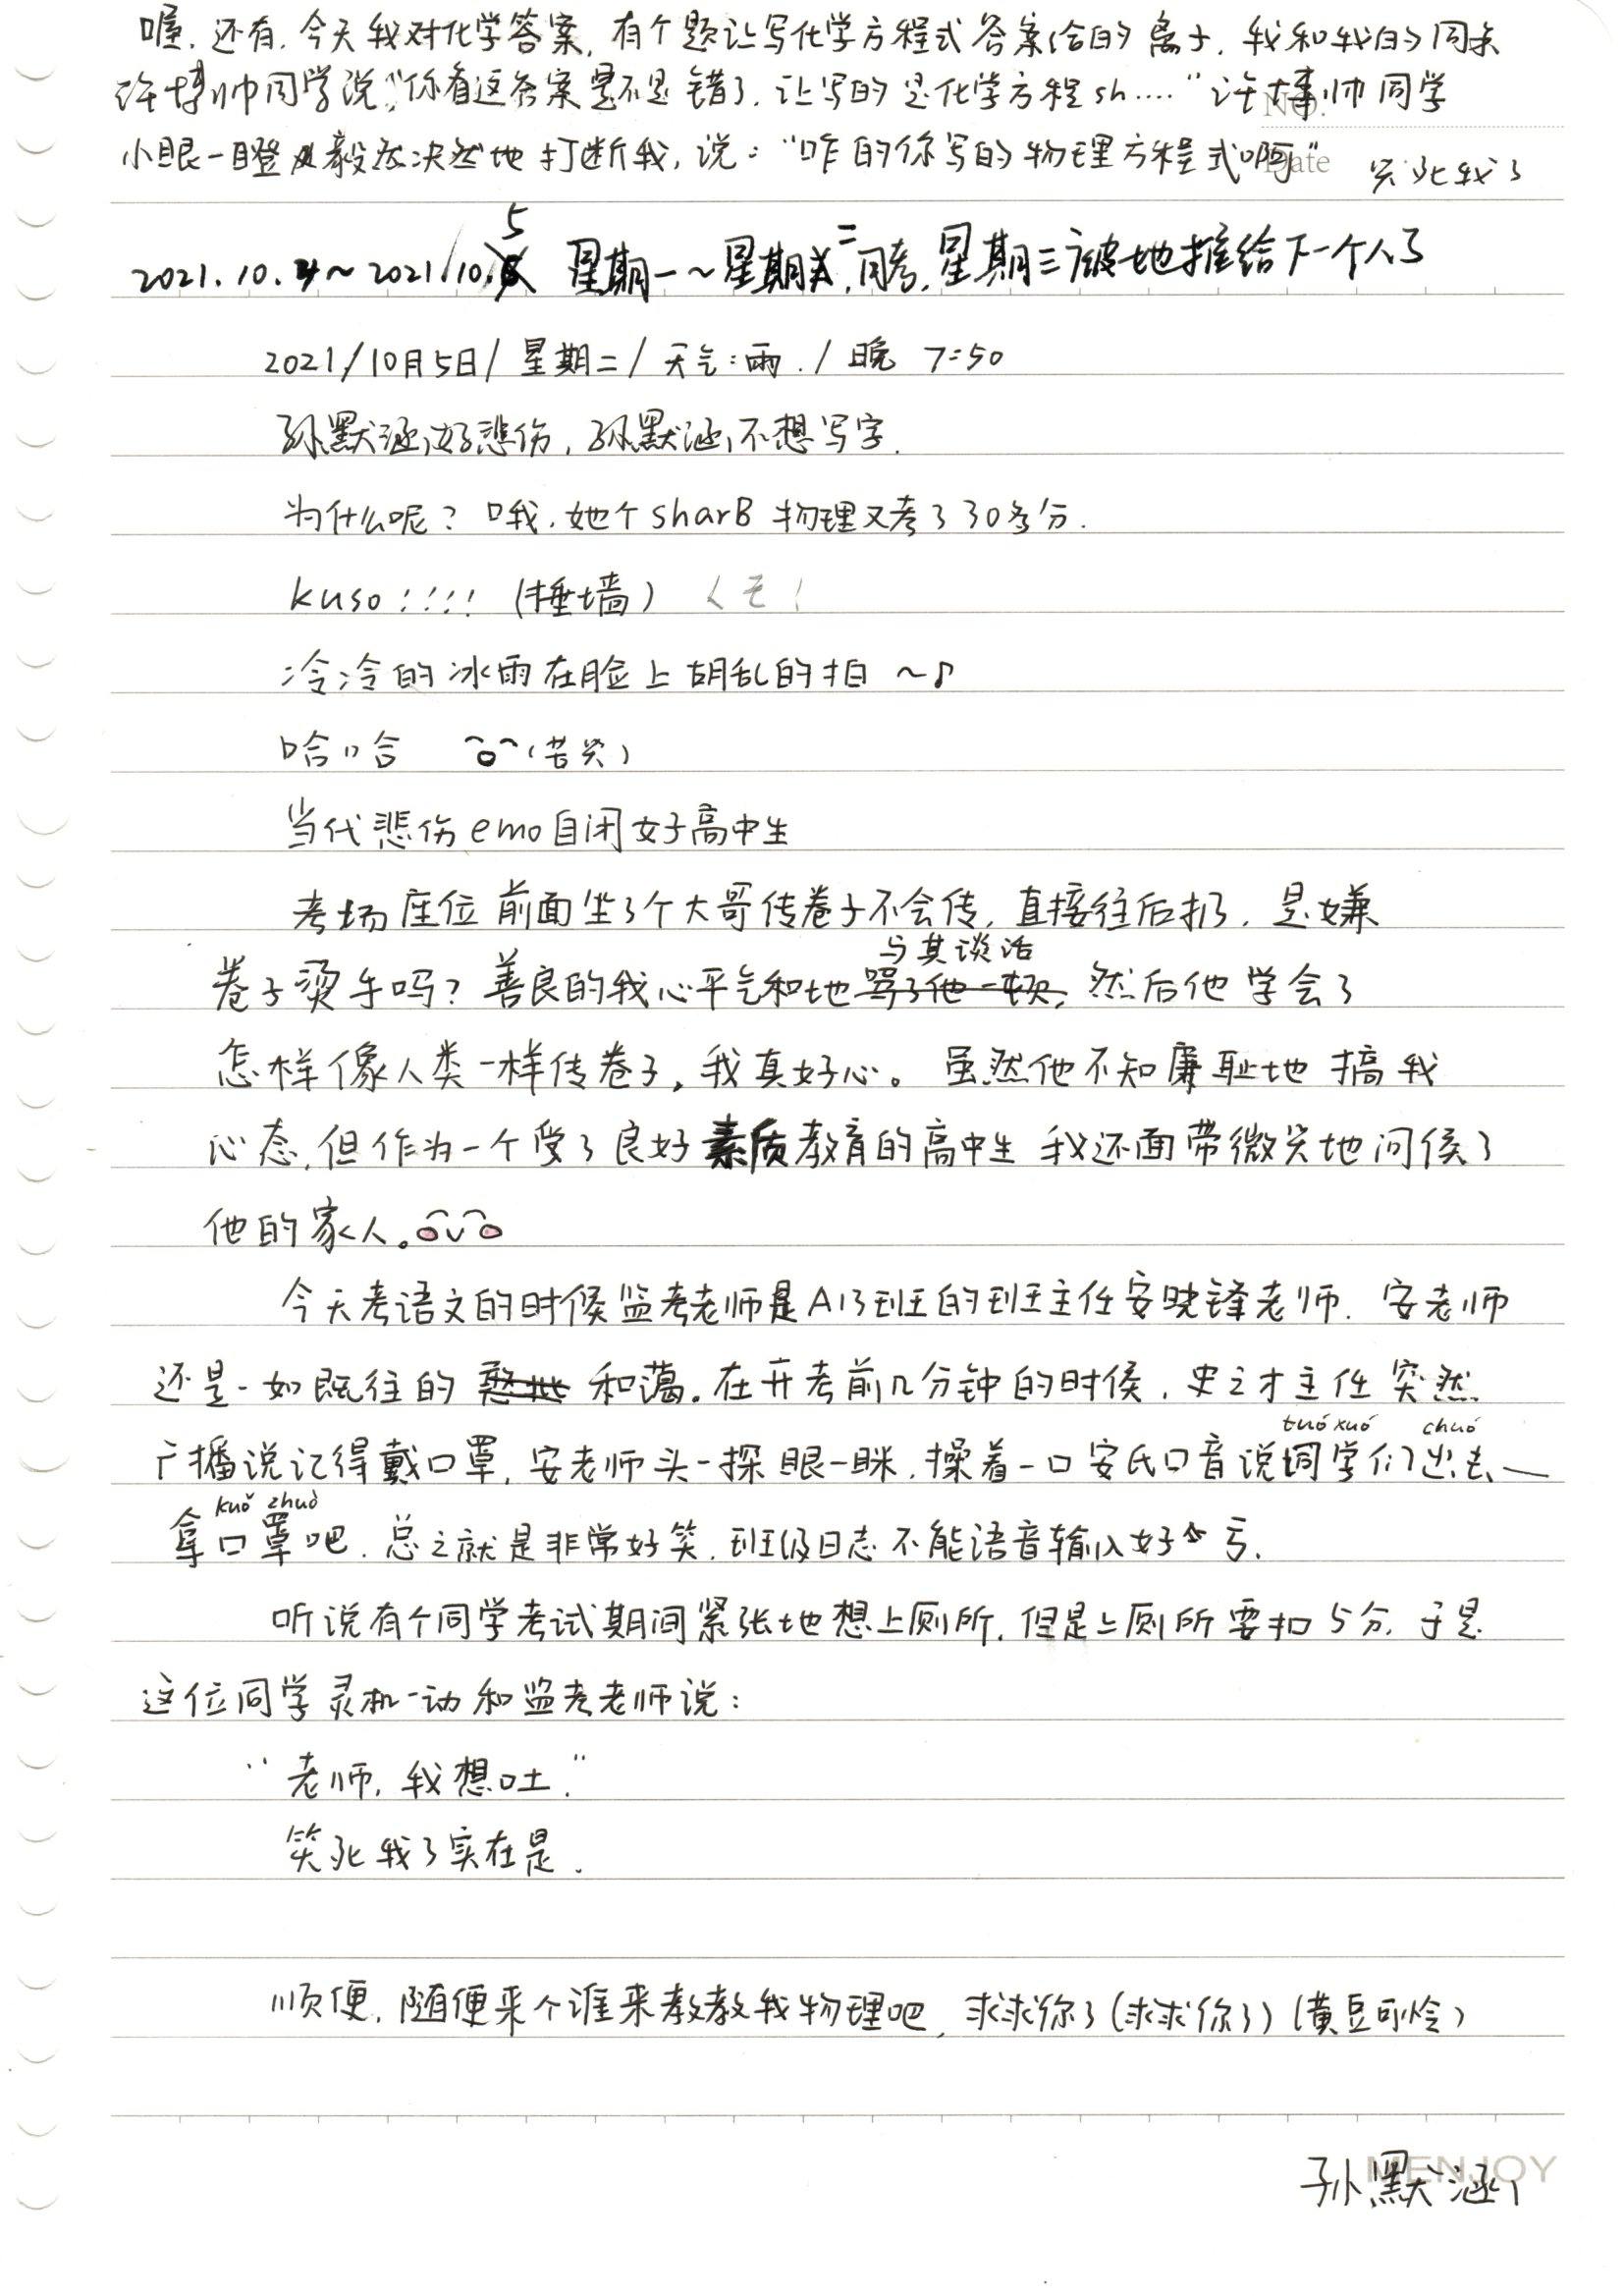 喔，还有，今天我对化学答案，有个题让写化学方程式答案给的离子，我和我的同桌
许博帅同学说，"你看这答案是不是错了，让写的是化学方程sh....." 许博帅同学
NO.
小眼一瞪，毅然决然地打断我，说："咋的你写的物理方程式啊" 笑死我了
Date
2021.10.4～2021.10.5 星期一～星期二，月考，星期三被她推给下一个人了
2021/10月5日/星期二/天气：雨./晚 7:50
孙默涵好悲伤，孙默涵不想写字.
为什么呢？哦，她个sharB物理又考了30多分.
kuso！！！！（捶墙）くそ！
冷冷的冰雨在脸上胡乱的拍～♪
哈哈（苦笑）
当代悲伤emo自闭女子高中生
考场座位前面坐了个大哥传卷子不会传，直接往后扔，是嫌
与其谈话
卷子烫手吗？善良的我心平气和地骂了他一顿，然后他学会了
怎样像人类一样传卷子，我真好心。虽然他不知廉耻地搞我
心态，但作为一个受了良好素质教育的高中生 我还面带微笑地问候了
他的家人。
今天考语文的时候监考老师是A13班的班主任安晓锋老师. 安老师
还是一如既往的 和蔼。在开考前几分钟的时候，史之才主任突然
tuó xuó chuó
广播说记得戴口罩，安老师头一探眼一眯，操着一口安氏口音说同学们出去
kuǒ zhuò
拿口罩吧. 总之就是非常好笑，班级日志不能语音输入好亏.
听说有个同学考试期间紧张地想上厕所，但是上厕所要扣5分，于是
这位同学灵机一动和监考老师说：
"老师，我想吐."
笑死我了实在是.
顺便，随便来个谁来教教我物理吧，求求你了（求求你了）（黄豆可怜）
MENJOY
孙默涵